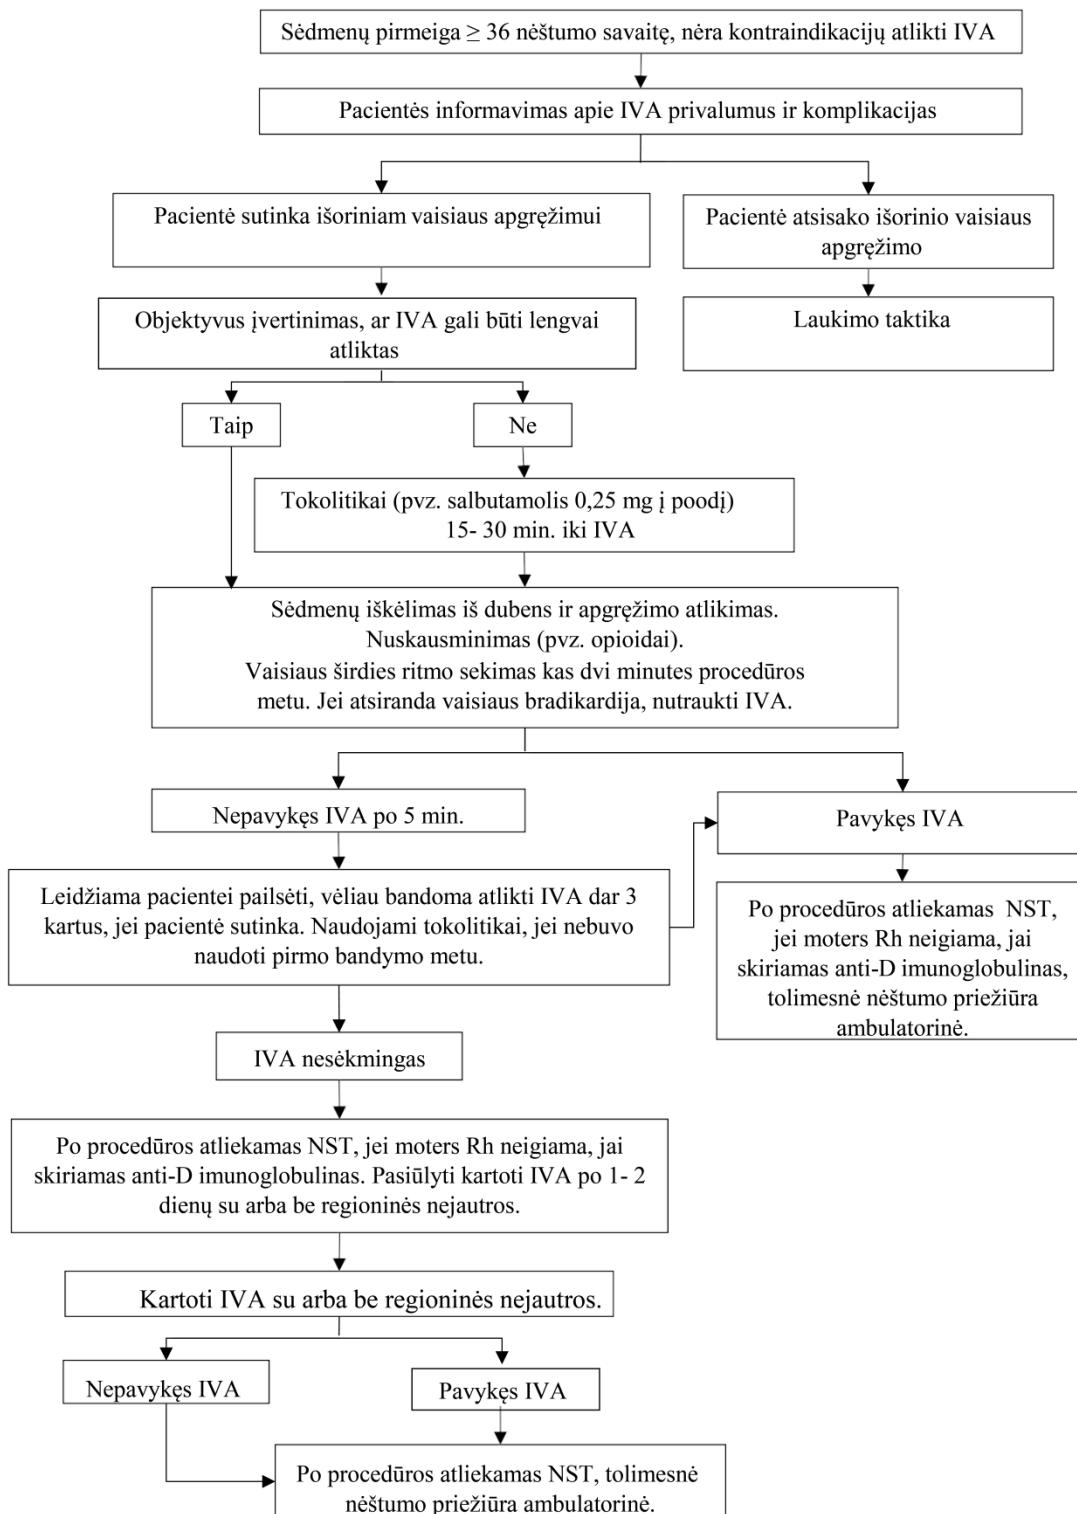 Sėdmenų pirmeiga ≥ 36 nėštumo savaitę, nėra kontraindikacijų atlikti IVA
Pacientės informavimas apie IVA privalumus ir komplikacijas
Pacientė sutinka išoriniam vaisiaus apgręžimui
Pacientė atsisako išorinio vaisiaus
apgręžimo
Objektyvus įvertinimas, ar IVA gali būti lengvai
atliktas
Laukimo taktika
Taip
Ne
Tokolitikai (pvz. salbutamolis 0,25 mg į poodį)
15- 30 min. iki IVA
Sėdmenų iškėlimas iš dubens ir apgręžimo atlikimas.
Nuskausminimas (pvz. opioidai).
Vaisiaus širdies ritmo sekimas kas dvi minutes procedūros
metu. Jei atsiranda vaisiaus bradikardija, nutraukti IVA.
Nepavykęs IVA po 5 min.
Pavykęs IVA
Leidžiama pacientei pailsėti, vėliau bandoma atlikti IVA dar 3
kartus, jei pacientė sutinka. Naudojami tokolitikai, jei nebuvo
naudoti pirmo bandymo metu.
Po procedūros atliekamas NST,
jei moters Rh neigiama, jai
skiriamas anti-D imunoglobulinas,
tolimesnė nėštumo priežiūra
ambulatorinė.
IVA nesėkmingas
Po procedūros atliekamas NST, jei moters Rh neigiama, jai
skiriamas anti-D imunoglobulinas. Pasiūlyti kartoti IVA po 1- 2
dienų su arba be regioninės nejautros.
Kartoti IVA su arba be regioninės nejautros.
Nepavykęs IVA
Pavykęs IVA
Po procedūros atliekamas NST, tolimesnė
nėštumo priežiūra ambulatorinė.